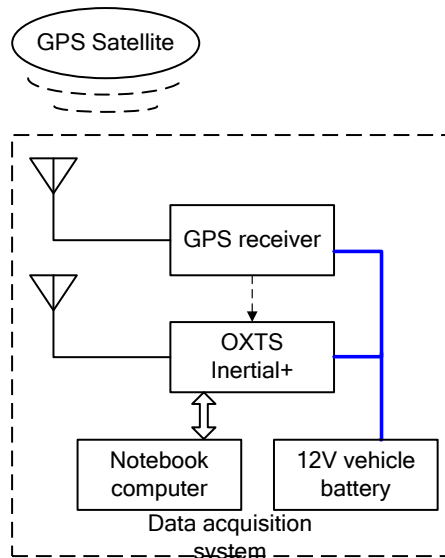 GPS Satellite
GPS receiver
OXTS
Inertial+
Notebook
computer
12V vehicle
battery
Data acquisition
system